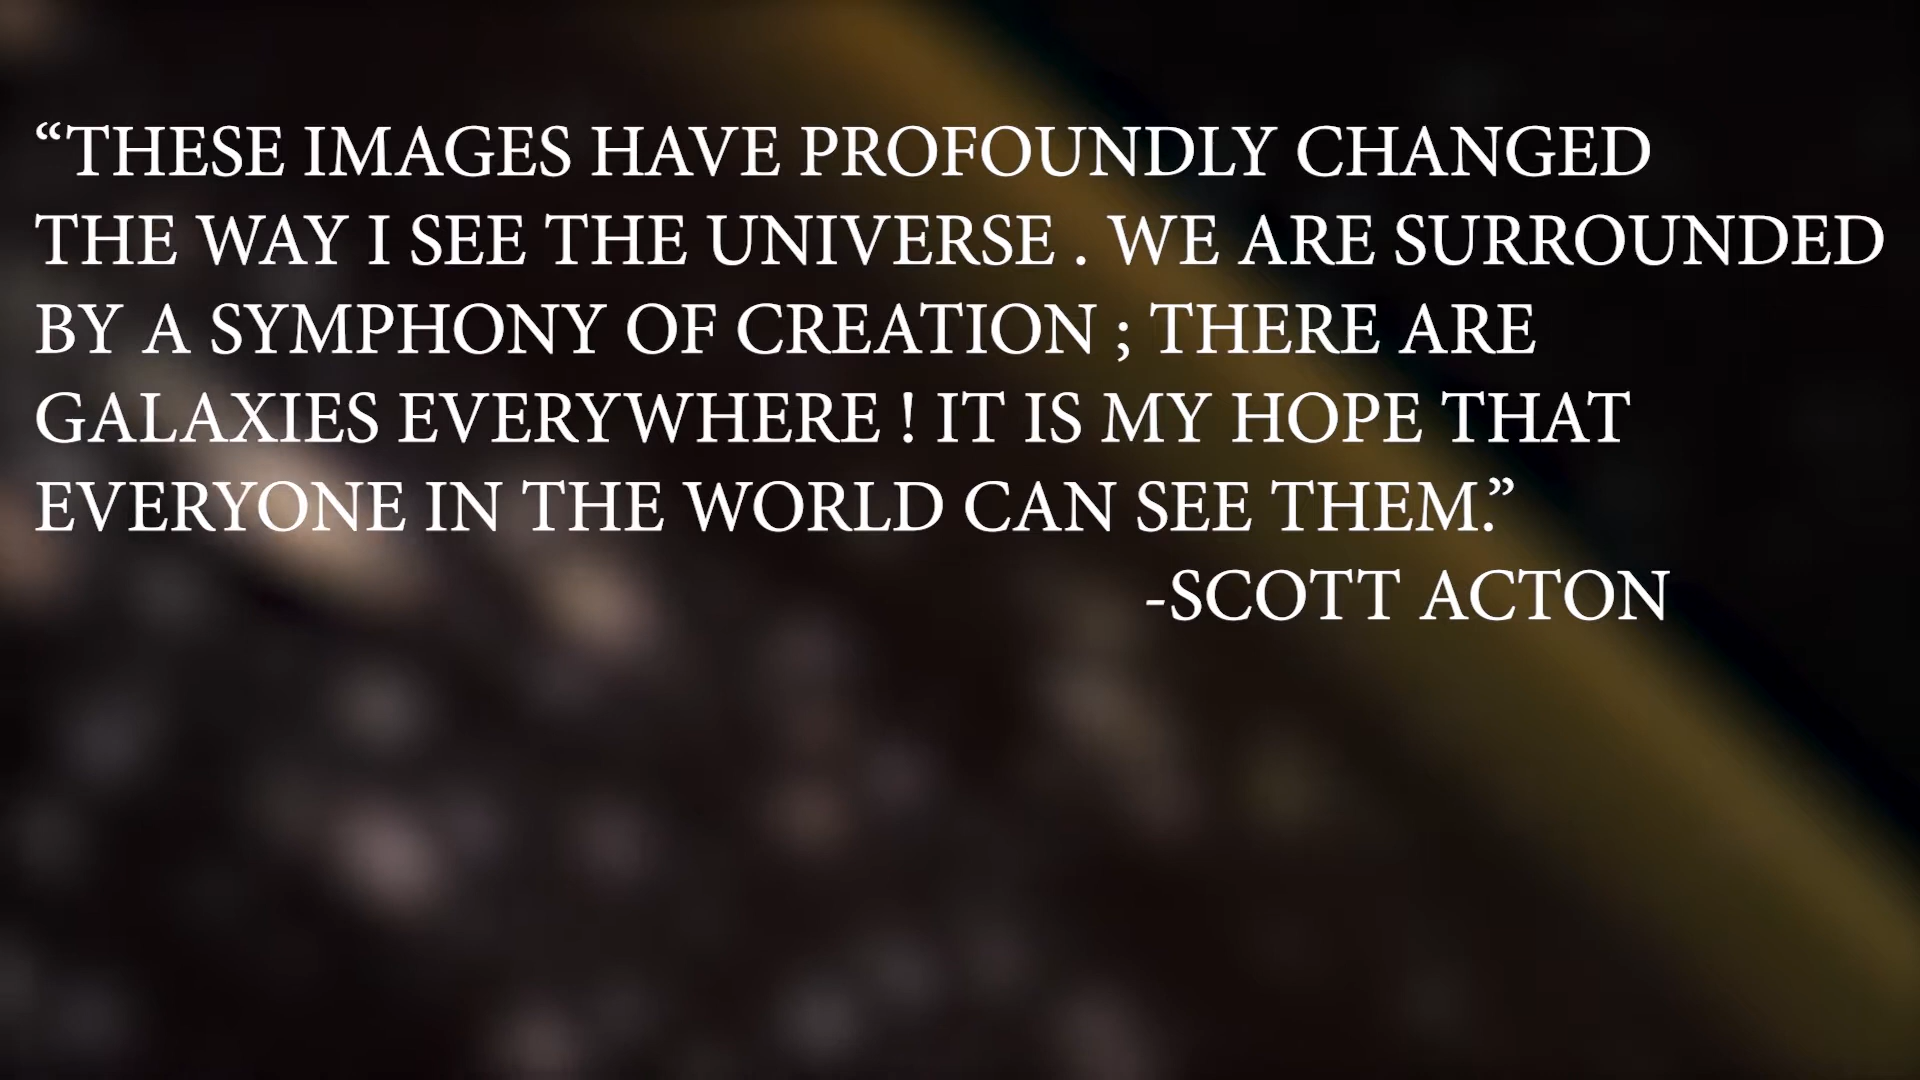 “THESE IMAGES HAVE PROFOUNDLY CHANGED
THE WAY I SEE THE UNIVERSE . WE ARE SURROUNDED
BY A SYMPHONY OF CREATION ; THERE ARE
GALAXIES EVERYWHERE ! IT IS MY HOPE THAT
EVERYONE IN THE WORLD CAN SEE THEM.”
-SCOTT ACTON